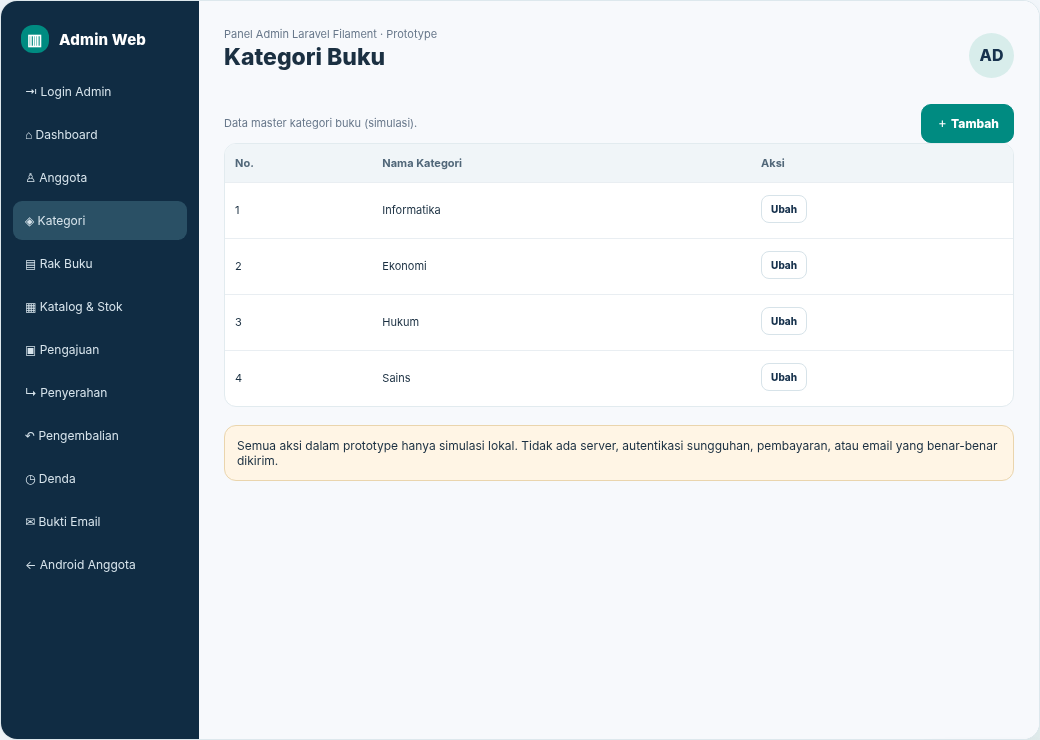 Admin Web
→ Login Admin
⌂ Dashboard
♙ Anggota
◈ Kategori
▤ Rak Buku
▦ Katalog & Stok
▣ Pengajuan
↪ Penyerahan
↶ Pengembalian
◷ Denda
✉ Bukti Email
← Android Anggota
Panel Admin Laravel Filament · Prototype
Kategori Buku
AD
Data master kategori buku (simulasi).
+ Tambah
No. Nama Kategori Aksi
1 Informatika Ubah
2 Ekonomi Ubah
3 Hukum Ubah
4 Sains Ubah
Semua aksi dalam prototype hanya simulasi lokal. Tidak ada server, autentikasi sungguhan, pembayaran, atau email yang benar-benar
dikirim.